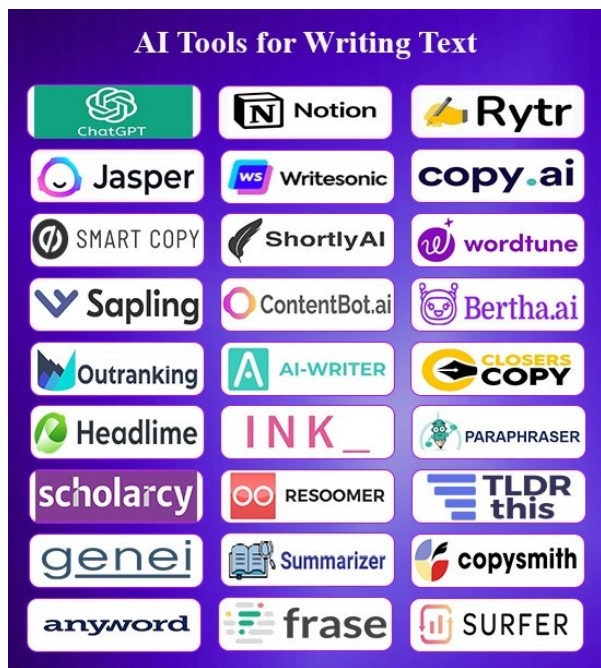 AI Tools for Writing Text
ChatGPT
Notion
Rytr
Jasper
WS Writesonic
copy.ai
SMART COPY
ShortlyAI
wordtune
Sapling
ContentBot.ai
Bertha.ai
Outranking
AI-WRITER
CLOSERS
COPY
Headlime
INK_
PARAPHRASER
scholarcy
RESOOMER
TLDR
this
genei
Summarizer
copysmith
anyword
frase
SURFER